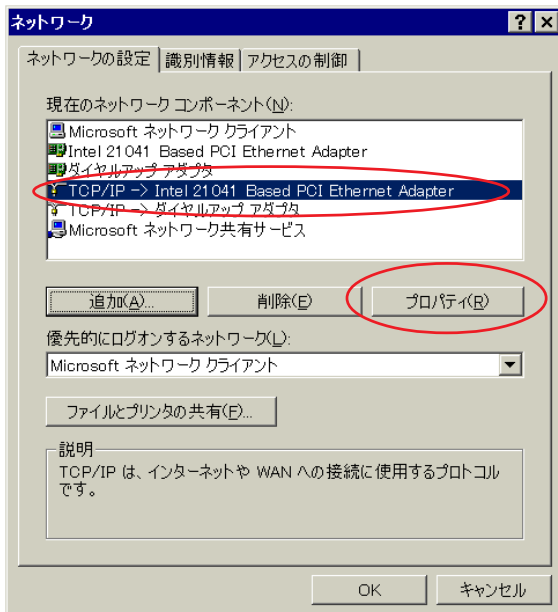 ネットワーク
ネットワークの設定 識別情報 アクセスの制御
現在のネットワーク コンポーネント(N):
Microsoft ネットワーク クライアント
Intel 21041 Based PCI Ethernet Adapter
ダイヤルアップ アダプタ
TCP/IP -> Intel 21041 Based PCI Ethernet Adapter
TCP/IP -> ダイヤルアップ アダプタ
Microsoft ネットワーク共有サービス
追加(A)... 削除(E) プロパティ(R)
優先的にログオンするネットワーク(L):
Microsoft ネットワーク クライアント
ファイルとプリンタの共有(F)...
説明
TCP/IP は、インターネットや WAN への接続に使用するプロトコル
です。
OK キャンセル